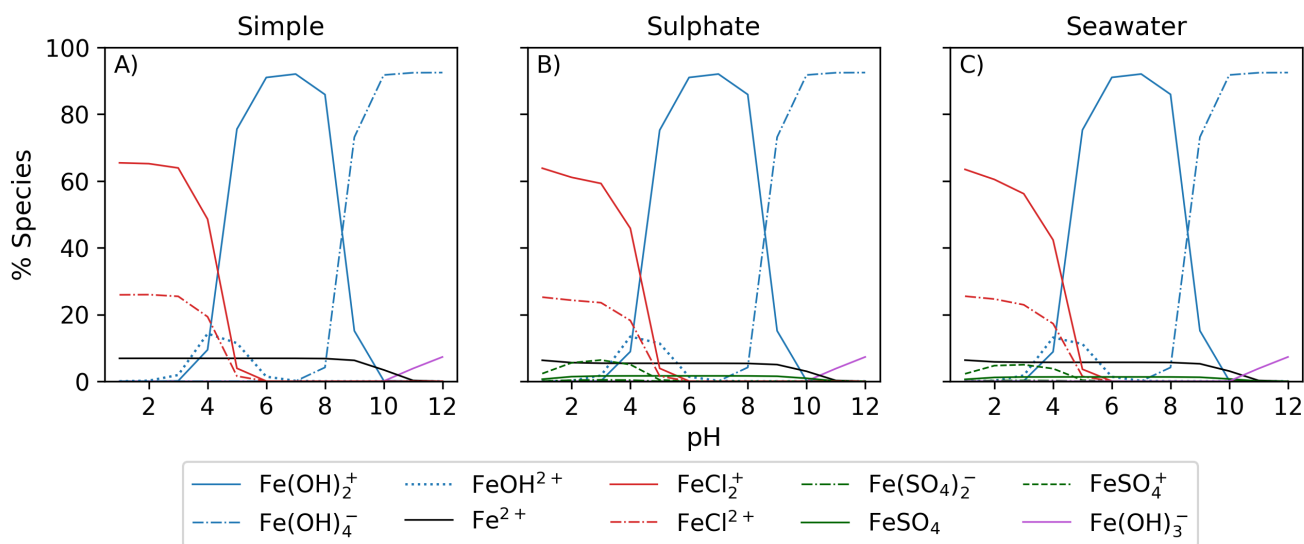 Simple Sulphate Seawater
A) B) C)
100
80
60
40
20
0
% Species
2 4 6 8 10 12 2 4 6 8 10 12 2 4 6 8 10 12
pH
Fe(OH)₂⁺ FeOH²⁺ FeCl₂⁺ Fe(SO₄)₂⁻ FeSO₄⁺
Fe(OH)₄⁻ Fe²⁺ FeCl²⁺ FeSO₄ Fe(OH)₃⁻